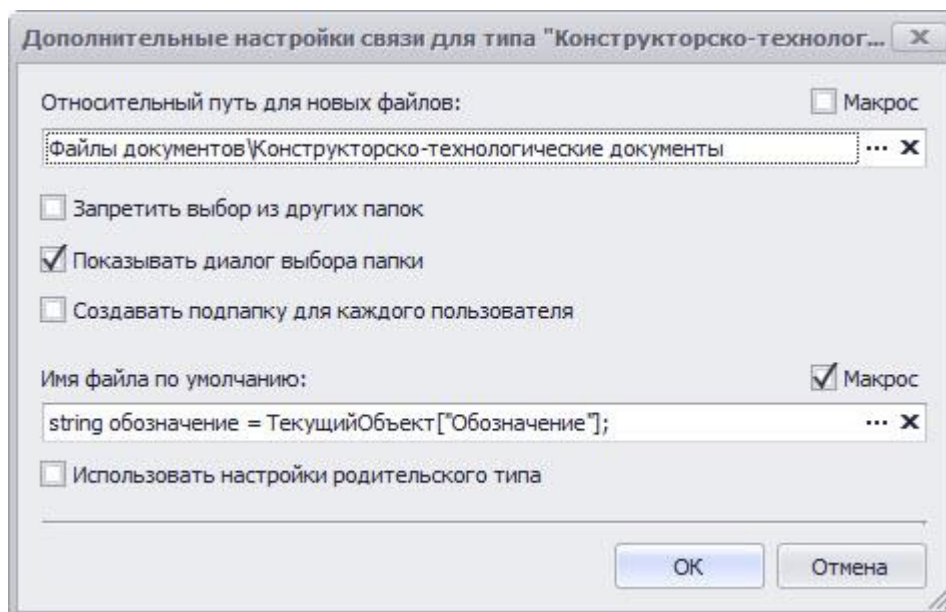 Дополнительные настройки связи для типа "Конструкторско-технолог...
Относительный путь для новых файлов:
Макрос
Файлы документов\Конструкторско-технологические документы
Запретить выбор из других папок
Показывать диалог выбора папки
Создавать подпапку для каждого пользователя
Имя файла по умолчанию:
Макрос
string обозначение = ТекущийОбъект["Обозначение"];
Использовать настройки родительского типа
ОК
Отмена